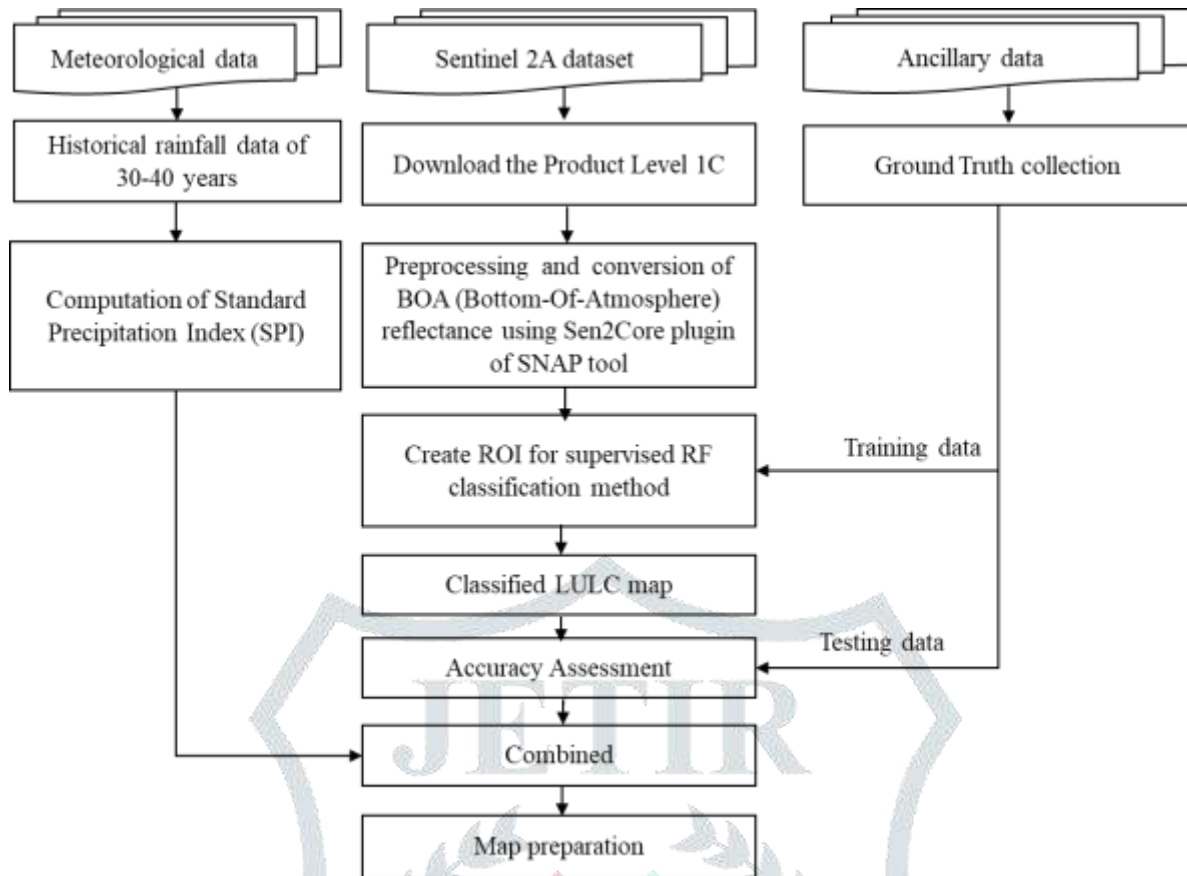 Meteorological data
Historical rainfall data of
30-40 years
Computation of Standard
Precipitation Index (SPI)
Sentinel 2A dataset
Download the Product Level 1C
Preprocessing and conversion of
BOA (Bottom-Of-Atmosphere)
reflectance using Sen2Core plugin
of SNAP tool
Create ROI for supervised RF
classification method
Classified LULC map
Accuracy Assessment
Combined
Map preparation
Ancillary data
Ground Truth collection
Training data
Testing data
JETIR